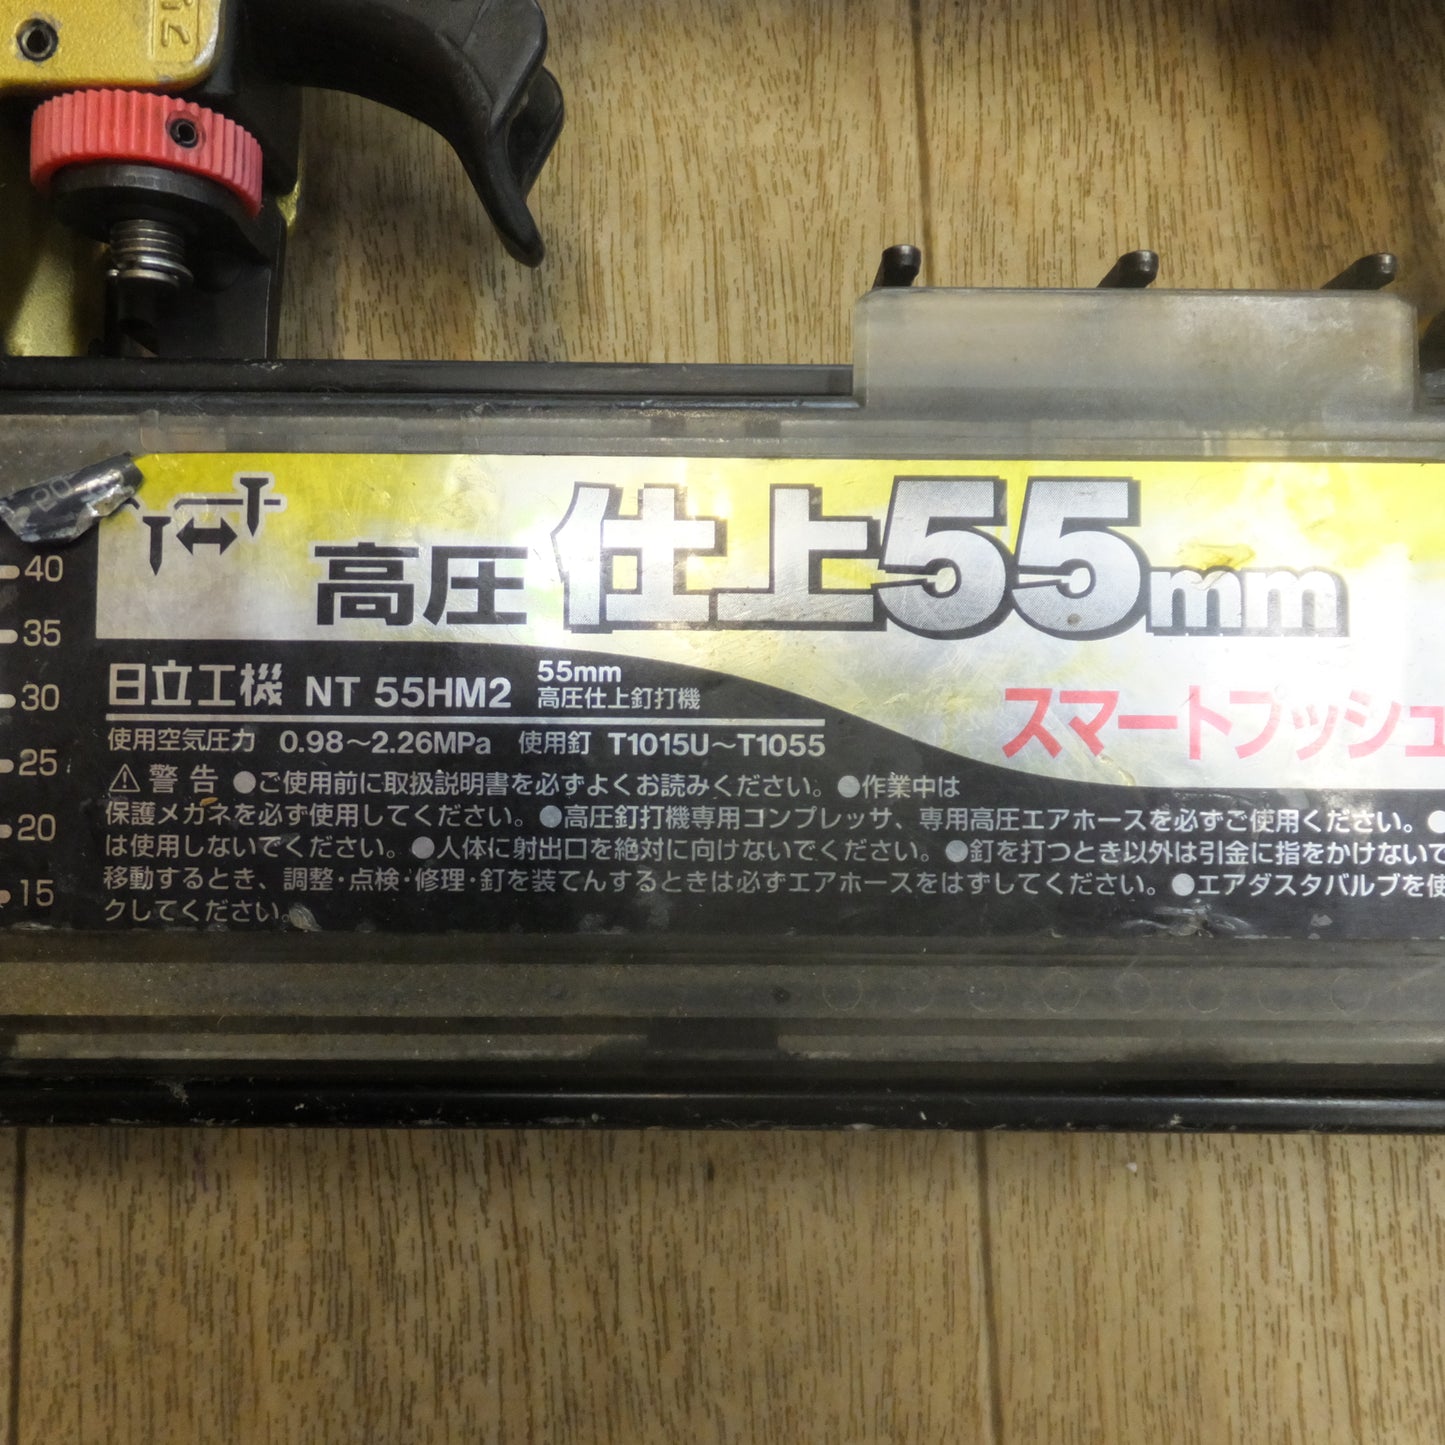 高圧 仕上55mm
日立工機 NT 55HM2 55mm
高圧仕上釘打機
スマートプッシュ
使用空気圧力 0.98～2.26MPa 使用釘 T1015U～T1055
⚠警告 ●ご使用前に取扱説明書を必ずよくお読みください。●作業中は
保護メガネを必ず使用してください。●高圧釘打機専用コンプレッサ、専用高圧エアホースを必ずご使用ください。●
は使用しないでください。●人体に射出口を絶対に向けないでください。●釘を打つとき以外は引金に指をかけないで
移動するとき、調整・点検・修理・釘を装てんするときは必ずエアホースをはずしてください。●エアダスタバルブを使
クしてください。
40
35
30
25
20
15